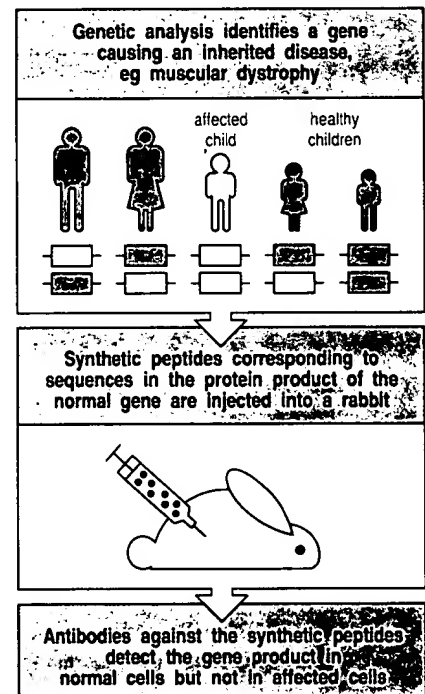 Genetic analysis identifies a gene
causing an inherited disease,
eg muscular dystrophy
affected
child
healthy
children
Synthetic peptides corresponding to
sequences in the protein product of the
normal gene are injected into a rabbit
Antibodies against the synthetic peptides
detect the gene product in
normal cells but not in affected cells